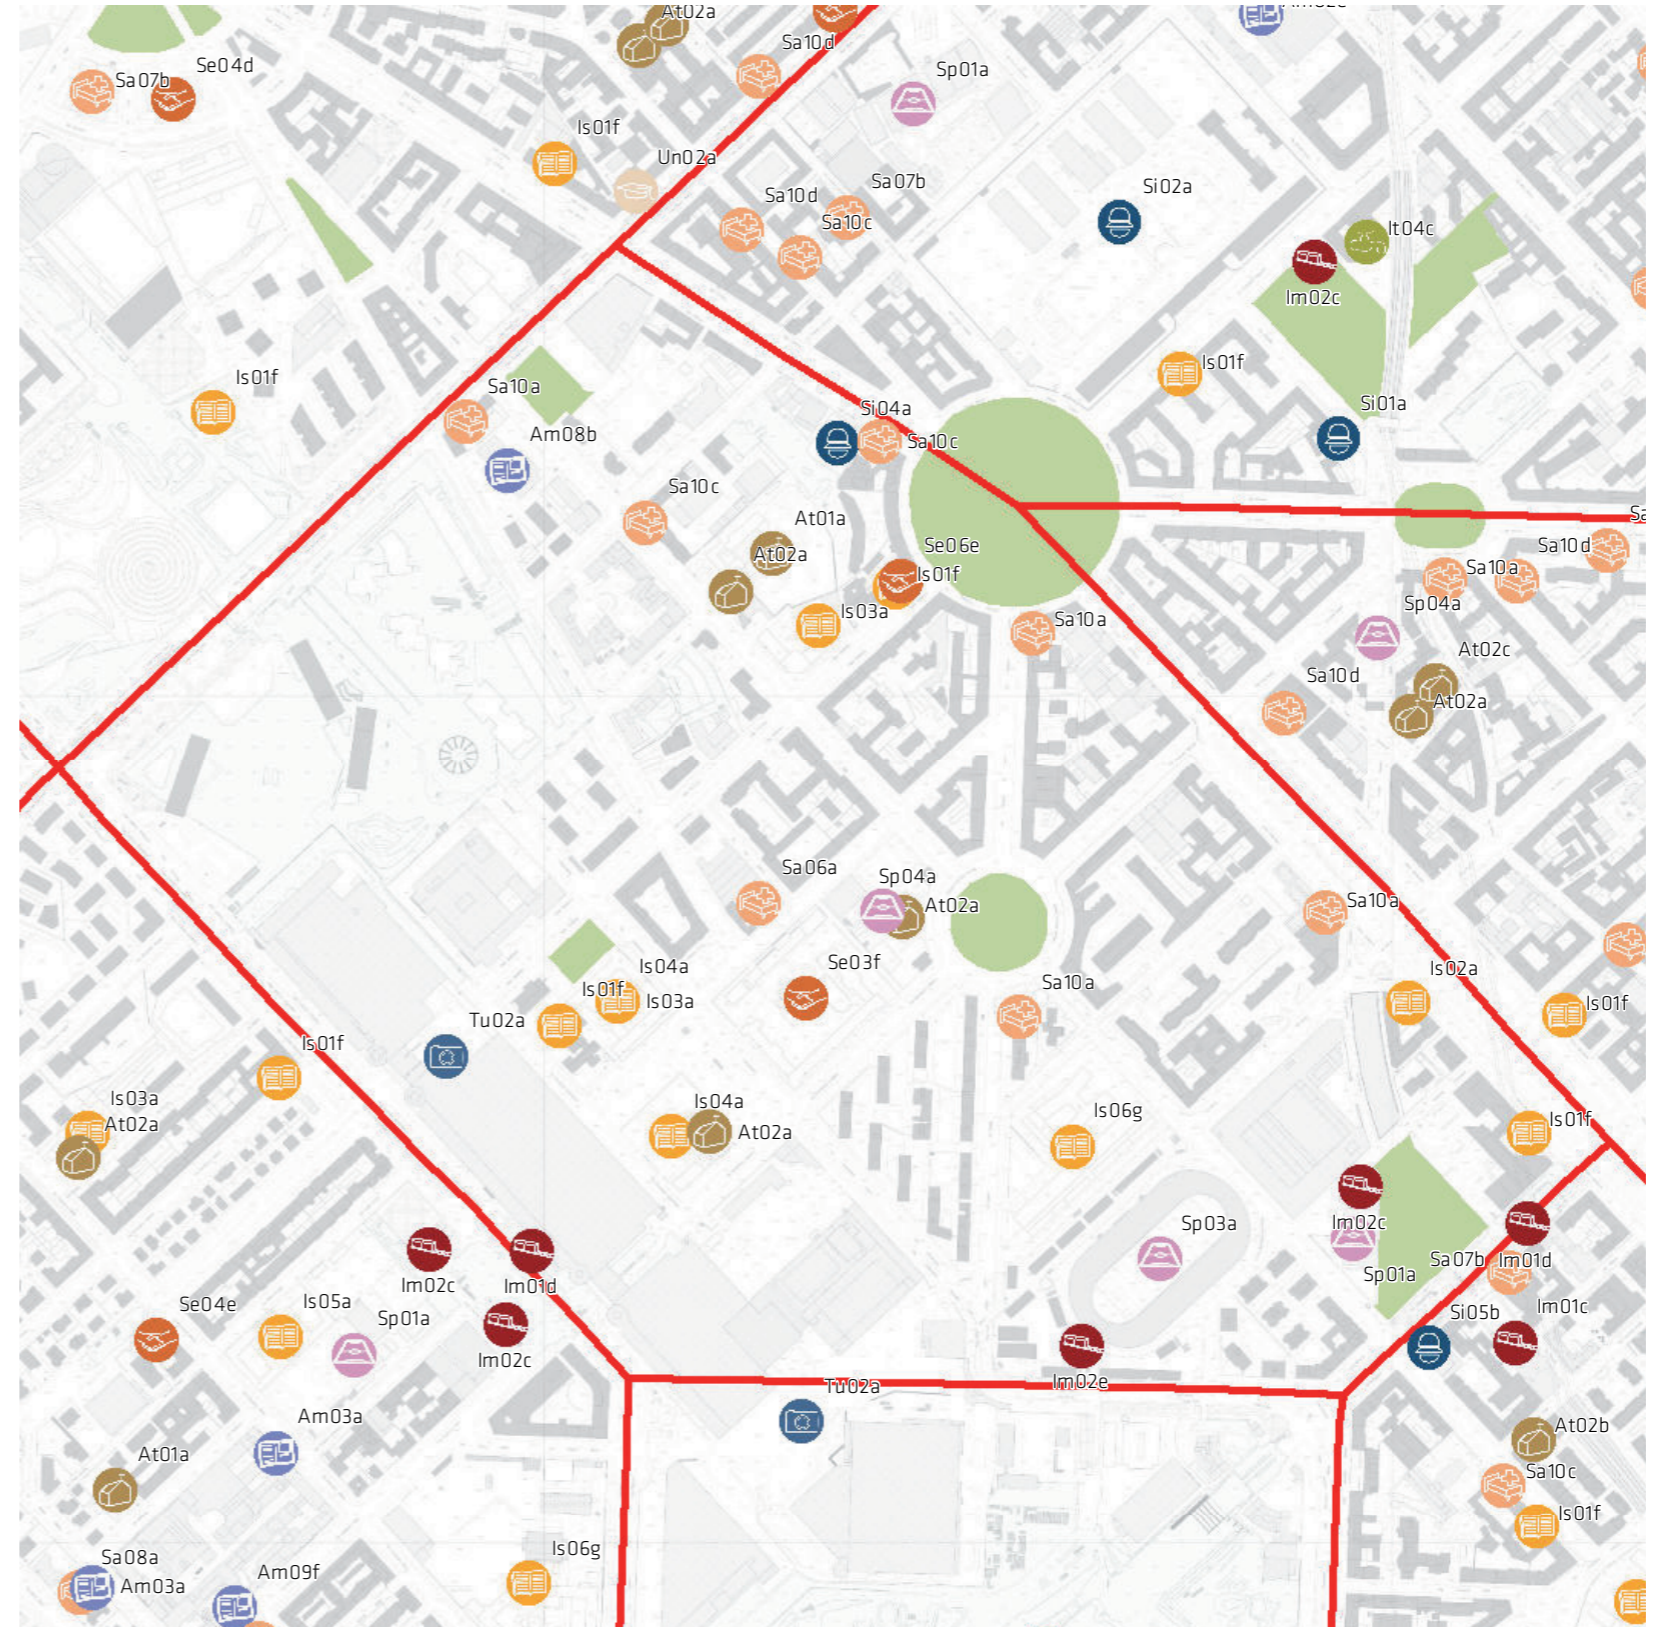 At02a
Sa10d
Se04d
Sa07b
Sp01a
Is01f
Un02a
Sa07b
Sa10d
Si02a
Sa10c
It04c
Im02c
Is01f
Is01f
Sa10a
Si01a
Si04a
Am08b
Sa10c
Sa10c
Sa
At01a
Se06e
Sa10d
At02a
Is01f
Sa10a
Is03a
Sp04a
Sa10a
At02c
Sa10d
At02a
Sa06a
Sp04a
At02a
Sa10a
Se03f
Is04a
Is02a
Is01f
Sa10a
Is03a
Is01f
Tu02a
Is01f
Is03a
Is04a
Is06g
At02a
At02a
Is01f
Im02c
Sp03a
Sa07b
Im01d
Sp01a
Im02c
Im01d
Se04e
Is05a
Sp01a
Im01c
Si05b
Im02c
Im02e
Tu02a
Am03a
At02b
At01a
Sa10c
Is01f
Is06g
Sa08a
Am03a
Am09f